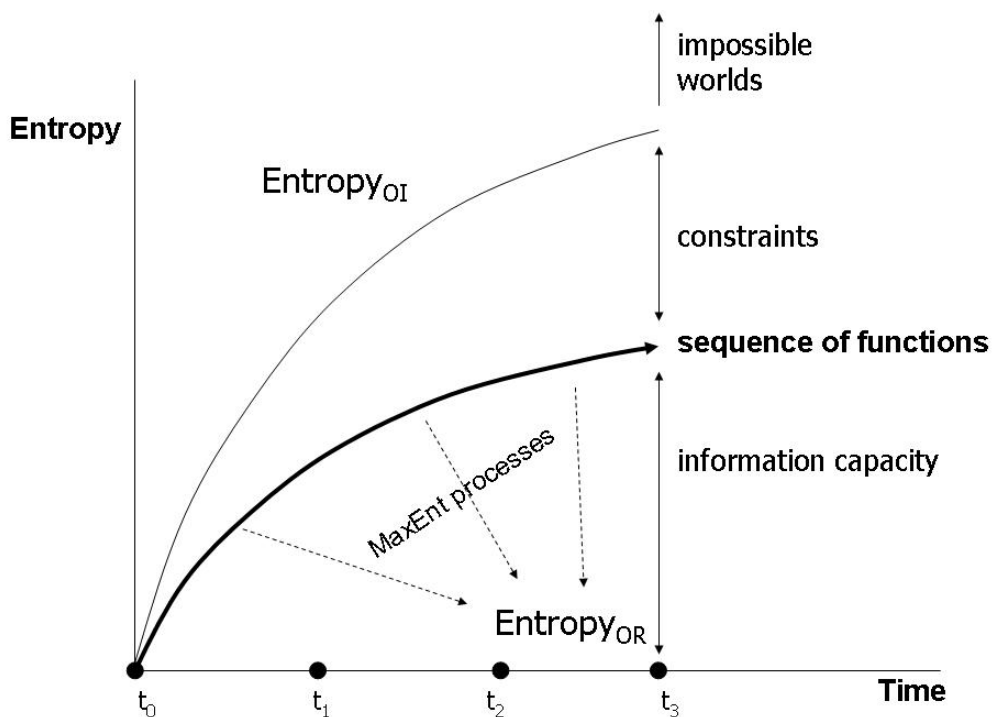 impossible
worlds
Entropy
Entropy_OI
constraints
sequence of functions
MaxEnt processes
information capacity
Entropy_OR
t_0
t_1
t_2
t_3
Time